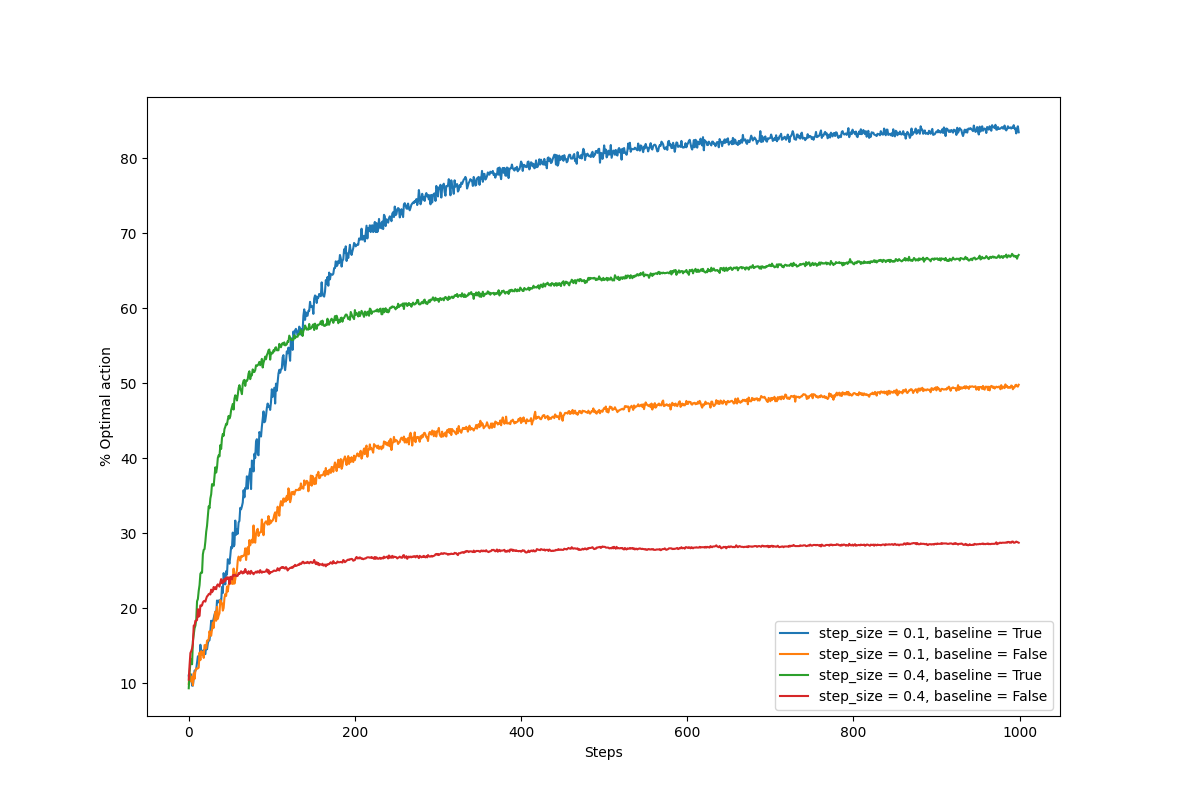 80
70
60
50
40
30
20
10
% Optimal action
0 200 400 600 800 1000
Steps
step_size = 0.1, baseline = True
step_size = 0.1, baseline = False
step_size = 0.4, baseline = True
step_size = 0.4, baseline = False